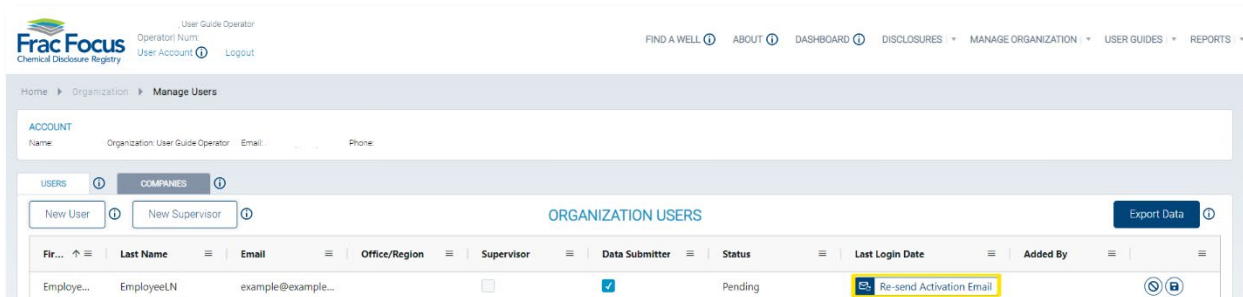 , User Guide Operator
Frac Focus
Chemical Disclosure Registry
Operator| Num:
User Account Logout
FIND A WELL ABOUT DASHBOARD DISCLOSURES MANAGE ORGANIZATION USER GUIDES REPORTS
Home Organization Manage Users
ACCOUNT
Name: Organization: User Guide Operator Email: Phone:
USERS COMPANIES
New User New Supervisor ORGANIZATION USERS Export Data
Fir... Last Name Email Office/Region Supervisor Data Submitter Status Last Login Date Added By
Employe... EmployeeLN example@example... Pending Re-send Activation Email